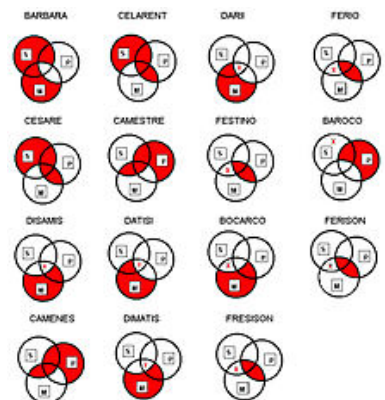 BARBARA CELARENT DARII FERIO
S P M S P M S P M S P M
CESARE CAMESTRE FESTINO BAROCO
S P M S P M S P M X S P M
DISAMIS DATISI BOCARCO FERISON
S P M S P M S P M S P M
CAMENES DIMATIS FRESISON
S P M S P M S P M